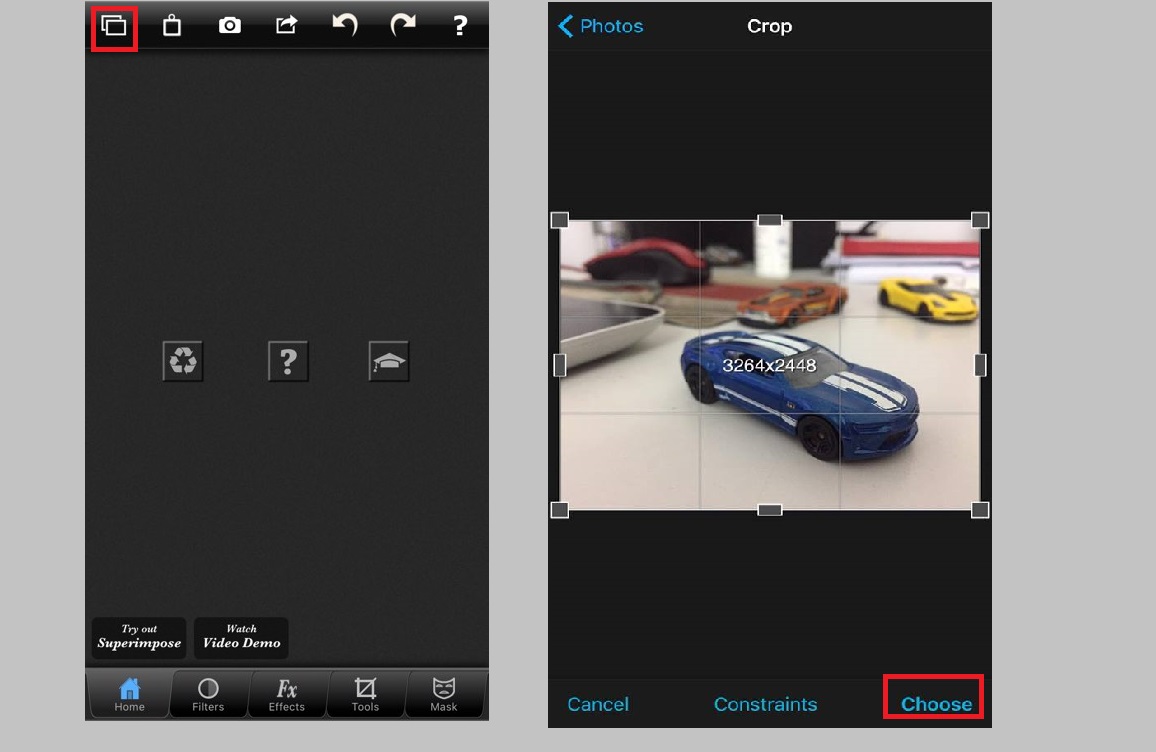 ?
?
Try out
Superimpose
Watch
Video Demo
Home
Filters
Fx
Effects
Tools
Mask
Photos
Crop
3264x2448
Cancel
Constraints
Choose